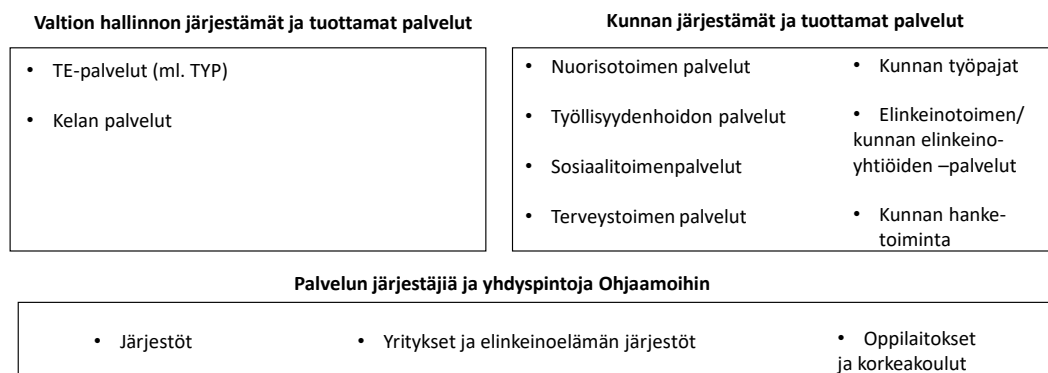 Valtion hallinnon järjestämät ja tuottamat palvelut
• TE-palvelut (ml. TYP)
• Kelan palvelut
Kunnan järjestämät ja tuottamat palvelut
• Nuorisotoimen palvelut
• Työllisyydenhoidon palvelut
• Sosiaalitoimenpalvelut
• Terveystoimen palvelut
• Kunnan työpajat
• Elinkeinotoimen/
kunnan elinkeino-
yhtiöiden –palvelut
• Kunnan hanke-
toiminta
Palvelun järjestäjiä ja yhdyspintoja Ohjaamoihin
• Järjestöt
• Yritykset ja elinkeinoelämän järjestöt
• Oppilaitokset
ja korkeakoulut